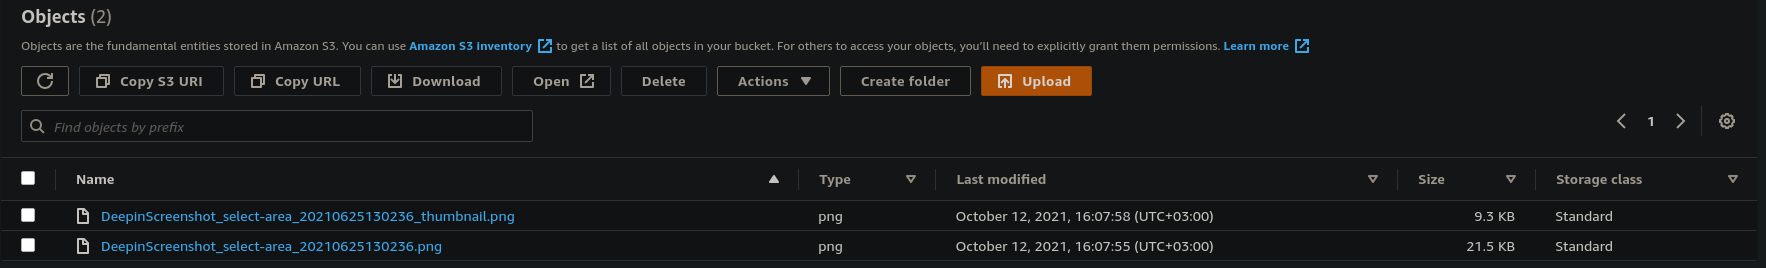 Objects (2)
Objects are the fundamental entities stored in Amazon S3. You can use Amazon S3 inventory to get a list of all objects in your bucket. For others to access your objects, you'll need to explicitly grant them permissions. Learn more
Copy S3 URI Copy URL Download Open Delete Actions Create folder Upload
Find objects by prefix
1
Name Type Last modified Size Storage class
DeepinScreenshot_select-area_20210625130236_thumbnail.png png October 12, 2021, 16:07:58 (UTC+03:00) 9.3 KB Standard
DeepinScreenshot_select-area_20210625130236.png png October 12, 2021, 16:07:55 (UTC+03:00) 21.5 KB Standard